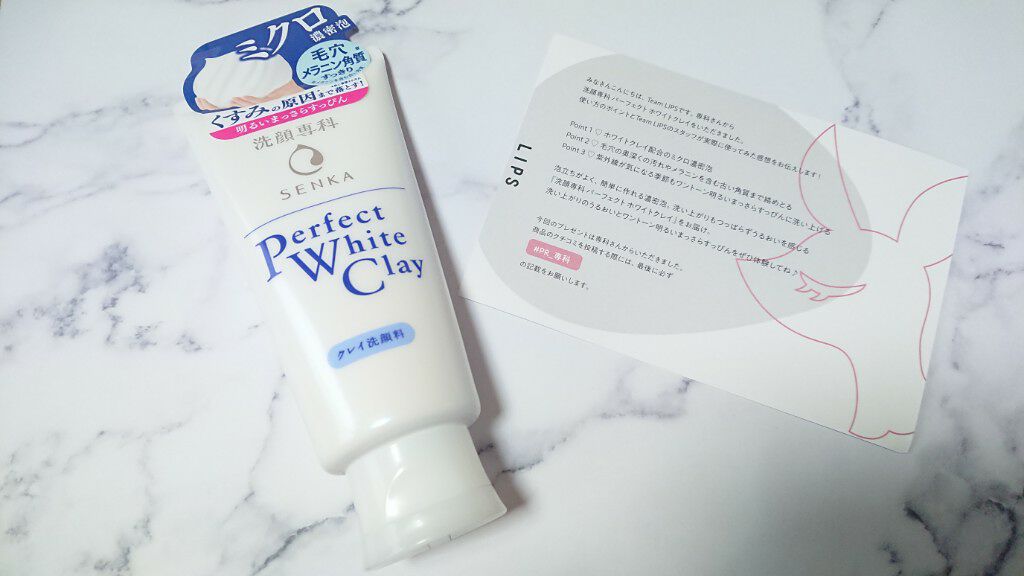 ミクロ
濃密泡
毛穴
メラニン角質
すっきり
くすみの原因まで落とす!
明るいまっさらすっぴん
洗顔専科
SENKA
Perfect
White
Clay
クレイ洗顔料
LIPS
みなさんこんにちは、Team LIPSです。専科さんから
洗顔専科 パーフェクト ホワイトクレイをいただきました。
使い方のポイントとTeam LIPSのスタッフが実際に使ってみた感想をお伝えします!
Point 1 ♡ ホワイトクレイ配合のミクロ濃密泡
Point 2 ♡ 毛穴の奥深くの汚れやメラニンを含む古い角質まで絡めとる
Point 3 ♡ 紫外線が気になる季節もワントーン明るいまっさらすっぴんに洗い上げる
泡立ちがよく、簡単に作れる濃密泡。洗い上がりもつっぱらずうるおいを感じる
『洗顔専科 パーフェクト ホワイトクレイ』をお届け。
洗い上がりのうるおいとワントーン明るいまっさらすっぴんをぜひ体験してね♪
今回のプレゼントは専科さんからいただきました。
商品のクチコミを投稿する際には、最後に必ず
#PR_専科
の記載をお願いします。